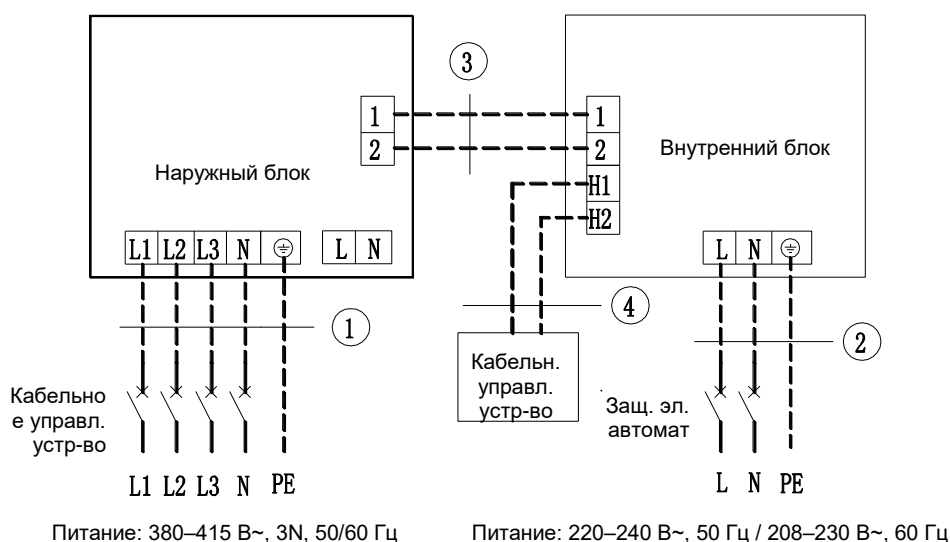 3
1
2
1
2
H1
H2
Наружный блок
Внутренний блок
L1 L2 L3 N
L N
L N
1
4
2
Кабельн.
управл.
устр-во
Кабельно
е управл.
устр-во
Защ. эл.
автомат
L1 L2 L3 N PE
L N PE
Питание: 380–415 В~, 3N, 50/60 Гц
Питание: 220–240 В~, 50 Гц / 208–230 В~, 60 Гц